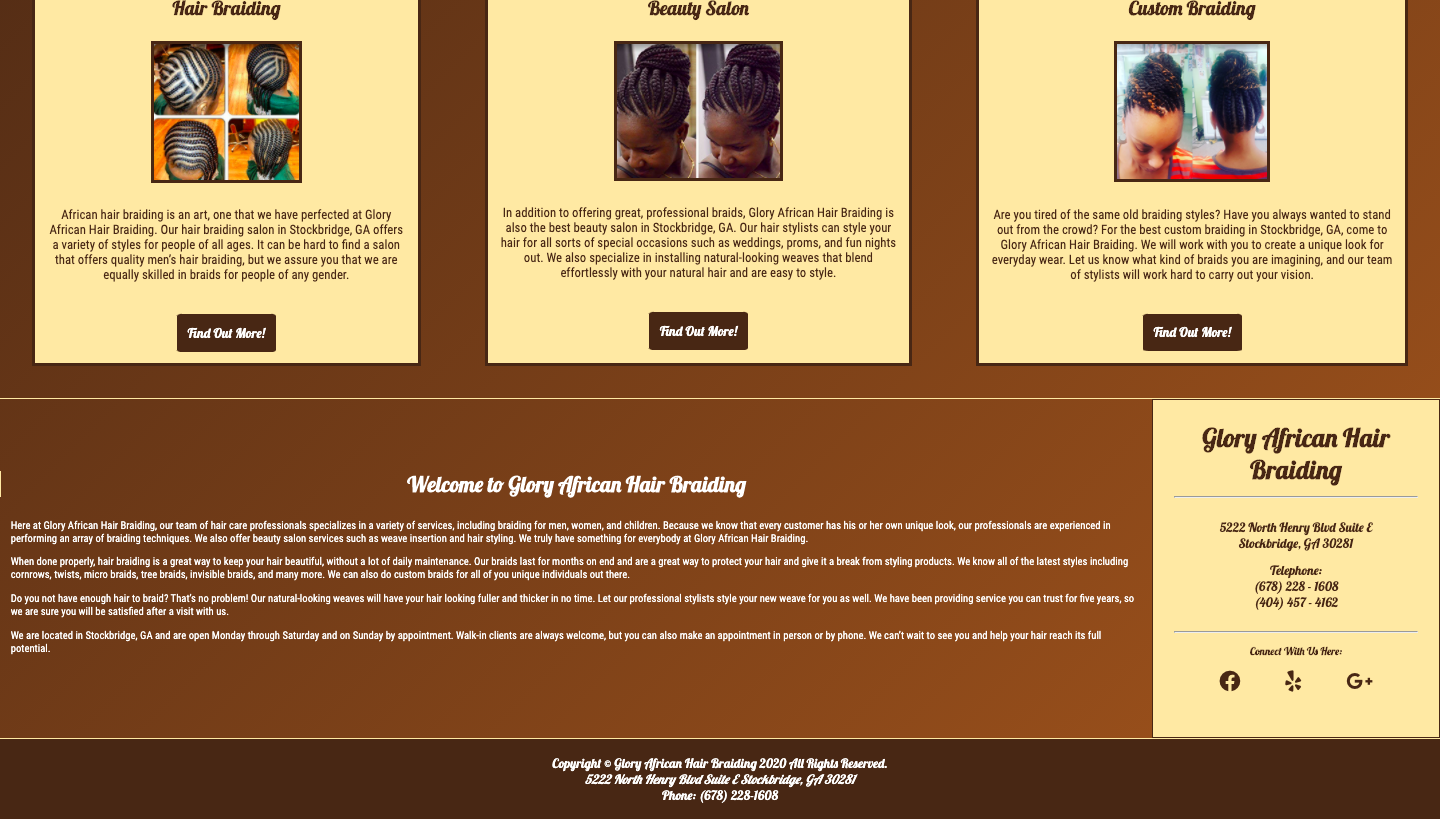 Hair Braiding
African hair braiding is an art, one that we have perfected at Glory
African Hair Braiding. Our hair braiding salon in Stockbridge, GA offers
a variety of styles for people of all ages. It can be hard to find a salon
that offers quality men’s hair braiding, but we assure you that we are
equally skilled in braids for people of any gender.
Find Out More!
Beauty Salon
In addition to offering great, professional braids, Glory African Hair Braiding is
also the best beauty salon in Stockbridge, GA. Our hair stylists can style your
hair for all sorts of special occasions such as weddings, proms, and fun nights
out. We also specialize in installing natural-looking weaves that blend
effortlessly with your natural hair and are easy to style.
Find Out More!
Custom Braiding
Are you tired of the same old braiding styles? Have you always wanted to stand
out from the crowd? For the best custom braiding in Stockbridge, GA, come to
Glory African Hair Braiding. We will work with you to create a unique look for
everyday wear. Let us know what kind of braids you are imagining, and our team
of stylists will work hard to carry out your vision.
Find Out More!
Welcome to Glory African Hair Braiding
Here at Glory African Hair Braiding, our team of hair care professionals specializes in a variety of services, including braiding for men, women, and children. Because we know that every customer has his or her own unique look, our professionals are experienced in
performing an array of braiding techniques. We also offer beauty salon services such as weave insertion and hair styling. We truly have something for everybody at Glory African Hair Braiding.
When done properly, hair braiding is a great way to keep your hair beautiful, without a lot of daily maintenance. Our braids last for months on end and are a great way to protect your hair and give it a break from styling products. We know all of the latest styles including
cornrows, twists, micro braids, tree braids, invisible braids, and many more. We can also do custom braids for all of you unique individuals out there.
Do you not have enough hair to braid? That’s no problem! Our natural-looking weaves will have your hair looking fuller and thicker in no time. Let our professional stylists style your new weave for you as well. We have been providing service you can trust for five years, so
we are sure you will be satisfied after a visit with us.
We are located in Stockbridge, GA and are open Monday through Saturday and on Sunday by appointment. Walk-in clients are always welcome, but you can also make an appointment in person or by phone. We can’t wait to see you and help your hair reach its full
potential.
Glory African Hair
Braiding
5222 North Henry Blvd Suite E
Stockbridge, GA 30281
Telephone:
(678) 228 - 1608
(404) 457 - 4162
Connect With Us Here:
G+
Copyright © Glory African Hair Braiding 2020 All Rights Reserved.
5222 North Henry Blvd Suite E Stockbridge, GA 30281
Phone: (678) 228-1608